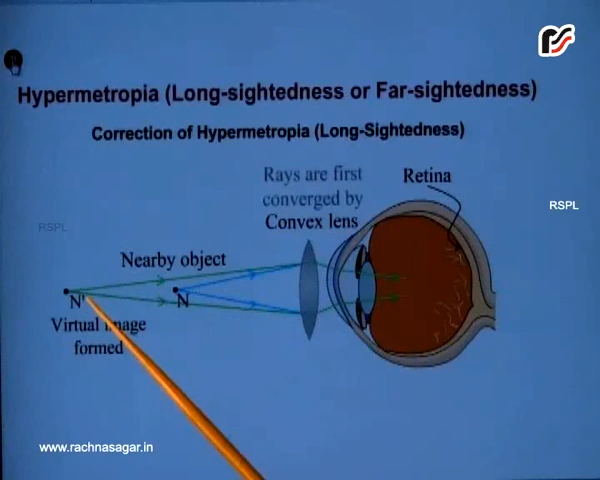 Hypermetropia (Long-sightedness or Far-sightedness)
Correction of Hypermetropia (Long-Sightedness)
Rays are first
converged by
Convex lens
Retina
RSPL
RSPL
Nearby object
N'
N
Virtual image
formed
www.rachnasagar.in